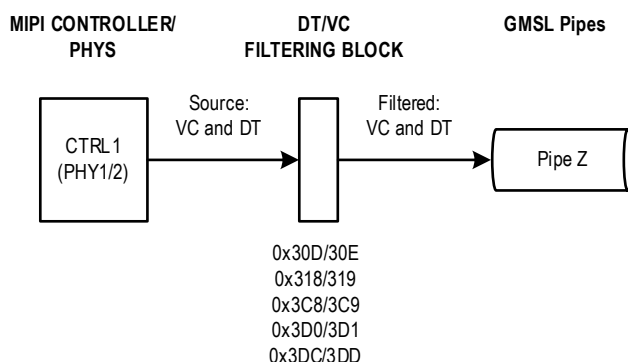 MIPI CONTROLLER/
PHYS
DT/VC
FILTERING BLOCK
GMSL Pipes
CTRL1
(PHY1/2)
Source:
VC and DT
Filtered:
VC and DT
Pipe Z
0x30D/30E
0x318/319
0x3C8/3C9
0x3D0/3D1
0x3DC/3DD